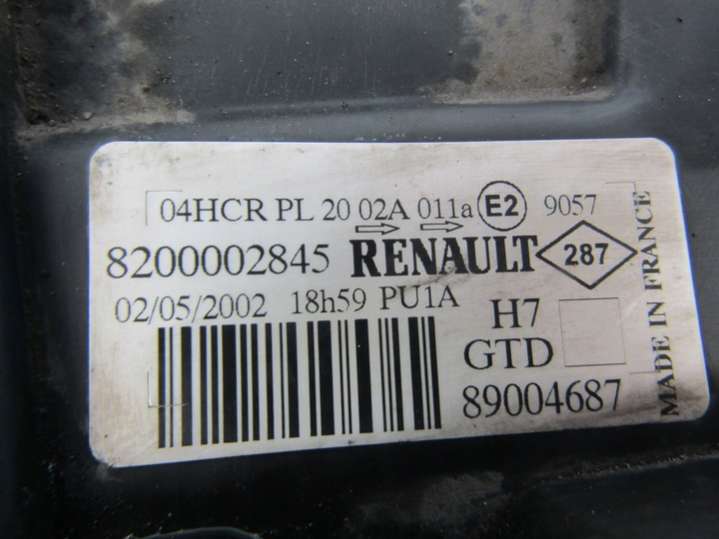 04HCR PL 20 02A 011a E2 9057
8200002845 RENAULT 287
02/05/2002 18h59 PU1A
H7
GTD
89004687
MADE IN FRANCE